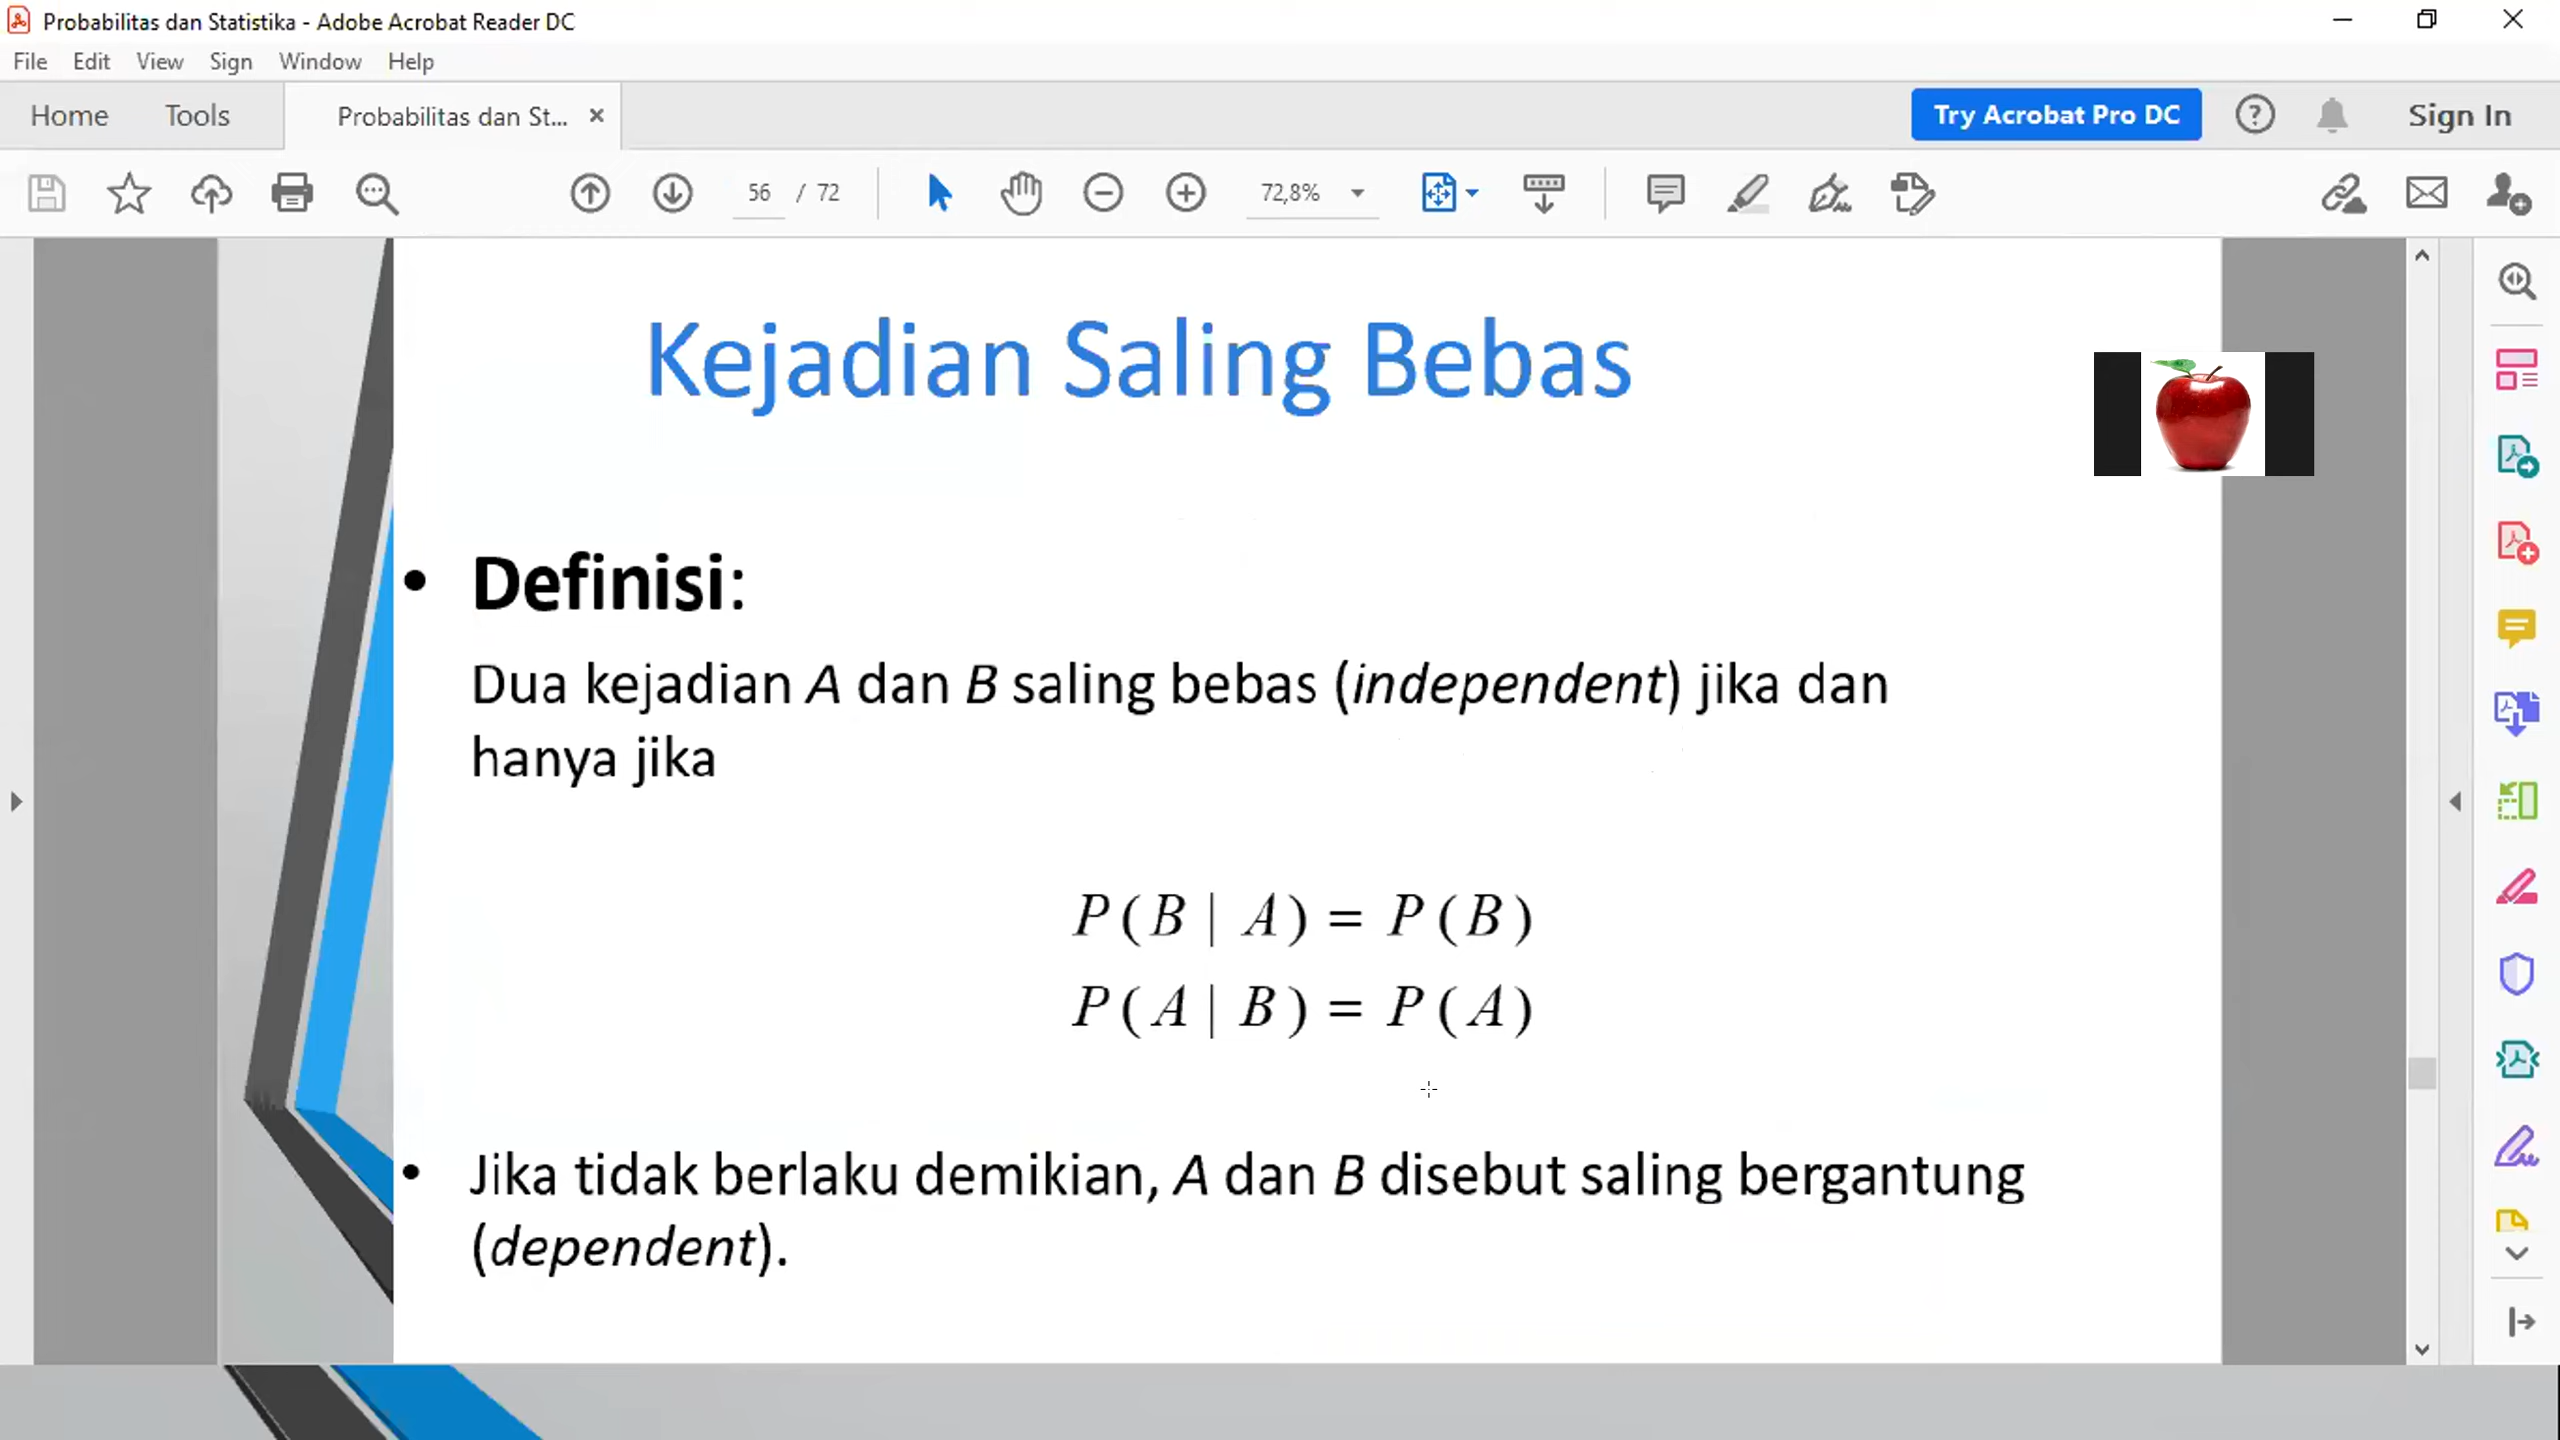 Probabilitas dan Statistika - Adobe Acrobat Reader DC
File Edit View Sign Window Help
Home Tools Probabilitas dan St... Try Acrobat Pro DC Sign In
56 / 72 72,8%
Kejadian Saling Bebas
• Definisi:
Dua kejadian A dan B saling bebas (independent) jika dan
hanya jika
P(B | A) = P(B)
P(A | B) = P(A)
• Jika tidak berlaku demikian, A dan B disebut saling bergantung
(dependent).